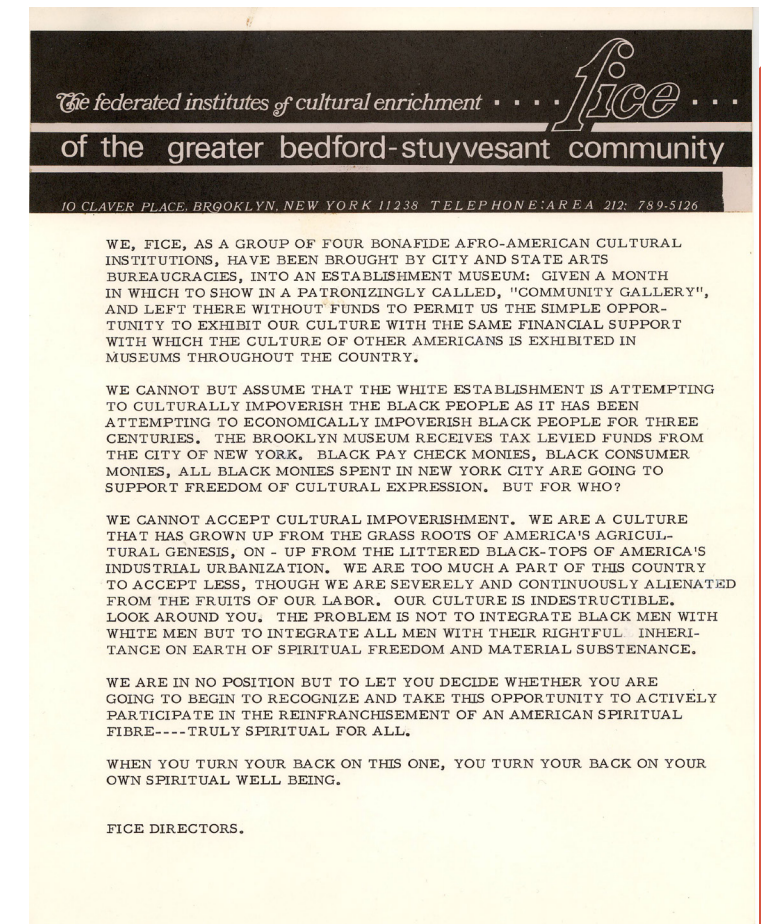 The federated institutes of cultural enrichment . . . . fice . . .
of the greater bedford-stuyvesant community
10 CLAVER PLACE, BROOKLYN, NEW YORK 11238 TELEPHONE:AREA 212: 789-5126
WE, FICE, AS A GROUP OF FOUR BONAFIDE AFRO-AMERICAN CULTURAL
INSTITUTIONS, HAVE BEEN BROUGHT BY CITY AND STATE ARTS
BUREAUCRACIES, INTO AN ESTABLISHMENT MUSEUM: GIVEN A MONTH
IN WHICH TO SHOW IN A PATRONIZINGLY CALLED, "COMMUNITY GALLERY",
AND LEFT THERE WITHOUT FUNDS TO PERMIT US THE SIMPLE OPPOR-
TUNITY TO EXHIBIT OUR CULTURE WITH THE SAME FINANCIAL SUPPORT
WITH WHICH THE CULTURE OF OTHER AMERICANS IS EXHIBITED IN
MUSEUMS THROUGHOUT THE COUNTRY.
WE CANNOT BUT ASSUME THAT THE WHITE ESTABLISHMENT IS ATTEMPTING
TO CULTURALLY IMPOVERISH THE BLACK PEOPLE AS IT HAS BEEN
ATTEMPTING TO ECONOMICALLY IMPOVERISH BLACK PEOPLE FOR THREE
CENTURIES. THE BROOKLYN MUSEUM RECEIVES TAX LEVIED FUNDS FROM
THE CITY OF NEW YORK. BLACK PAY CHECK MONIES, BLACK CONSUMER
MONIES, ALL BLACK MONIES SPENT IN NEW YORK CITY ARE GOING TO
SUPPORT FREEDOM OF CULTURAL EXPRESSION. BUT FOR WHO?
WE CANNOT ACCEPT CULTURAL IMPOVERISHMENT. WE ARE A CULTURE
THAT HAS GROWN UP FROM THE GRASS ROOTS OF AMERICA'S AGRICUL-
TURAL GENESIS, ON - UP FROM THE LITTERED BLACK-TOPS OF AMERICA'S
INDUSTRIAL URBANIZATION. WE ARE TOO MUCH A PART OF THIS COUNTRY
TO ACCEPT LESS, THOUGH WE ARE SEVERELY AND CONTINUOUSLY ALIENATED
FROM THE FRUITS OF OUR LABOR. OUR CULTURE IS INDESTRUCTIBLE.
LOOK AROUND YOU. THE PROBLEM IS NOT TO INTEGRATE BLACK MEN WITH
WHITE MEN BUT TO INTEGRATE ALL MEN WITH THEIR RIGHTFUL INHERI-
TANCE ON EARTH OF SPIRITUAL FREEDOM AND MATERIAL SUBSTENANCE.
WE ARE IN NO POSITION BUT TO LET YOU DECIDE WHETHER YOU ARE
GOING TO BEGIN TO RECOGNIZE AND TAKE THIS OPPORTUNITY TO ACTIVELY
PARTICIPATE IN THE REINFRANCHISEMENT OF AN AMERICAN SPIRITUAL
FIBRE----TRULY SPIRITUAL FOR ALL.
WHEN YOU TURN YOUR BACK ON THIS ONE, YOU TURN YOUR BACK ON YOUR
OWN SPIRITUAL WELL BEING.
FICE DIRECTORS.